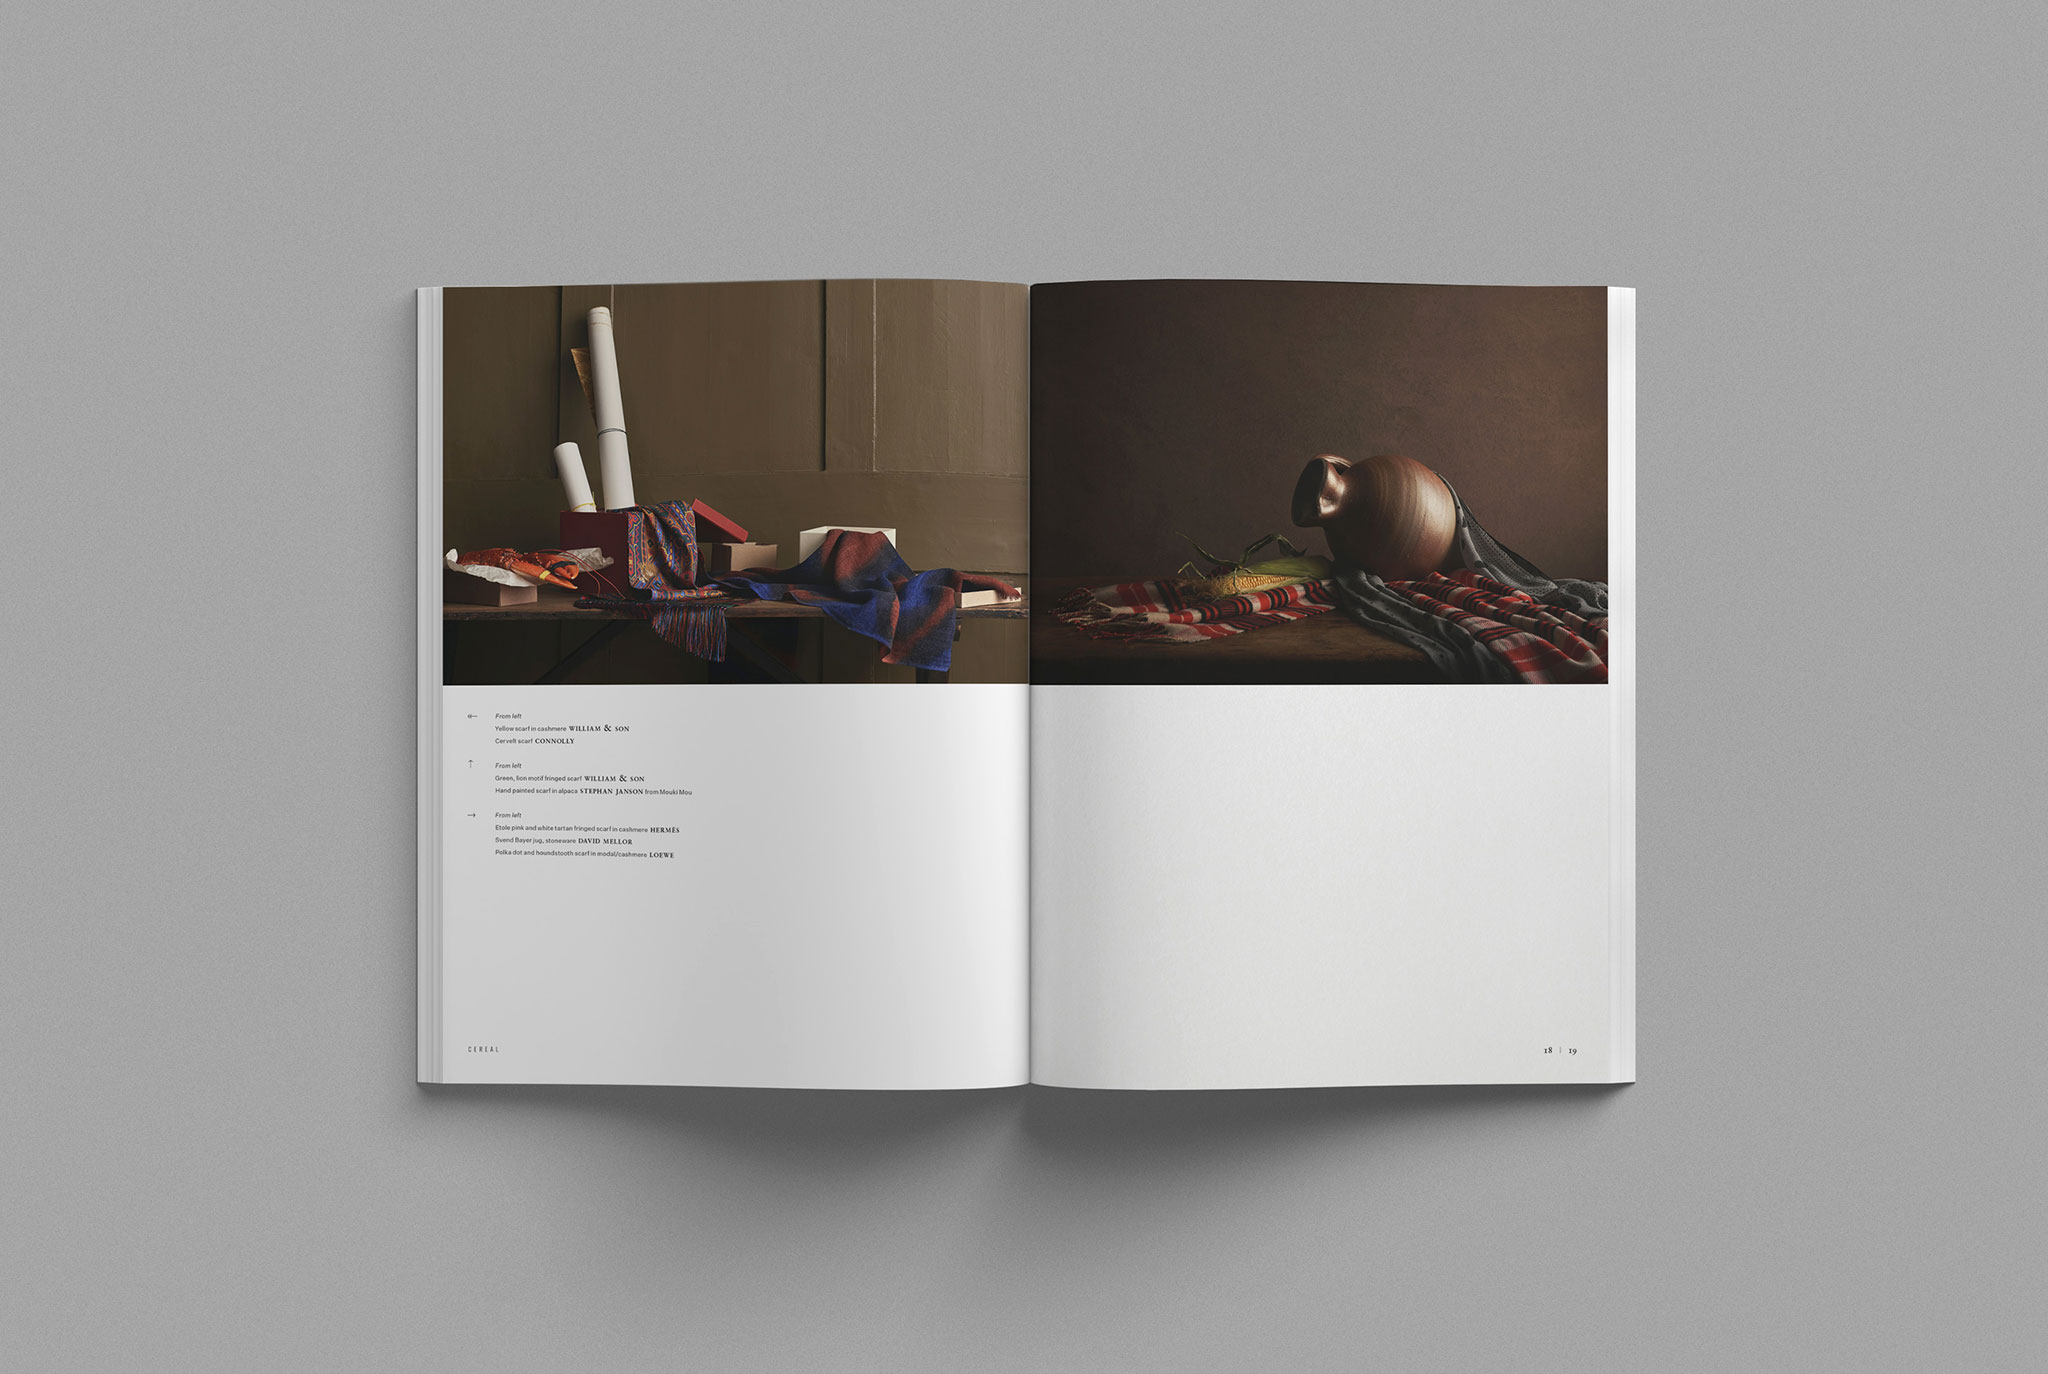 ⇤ From left
Yellow scarf in cashmere WILLIAM & SON
Cervelt scarf CONNOLLY
↑ From left
Green, lion motif fringed scarf WILLIAM & SON
Hand painted scarf in alpaca STEPHAN JANSON from Mouki Mou
→ From left
Etole pink and white tartan fringed scarf in cashmere HERMÈS
Svend Bayer jug, stoneware DAVID MELLOR
Polka dot and houndstooth scarf in modal/cashmere LOEWE
CEREAL
18 | 19